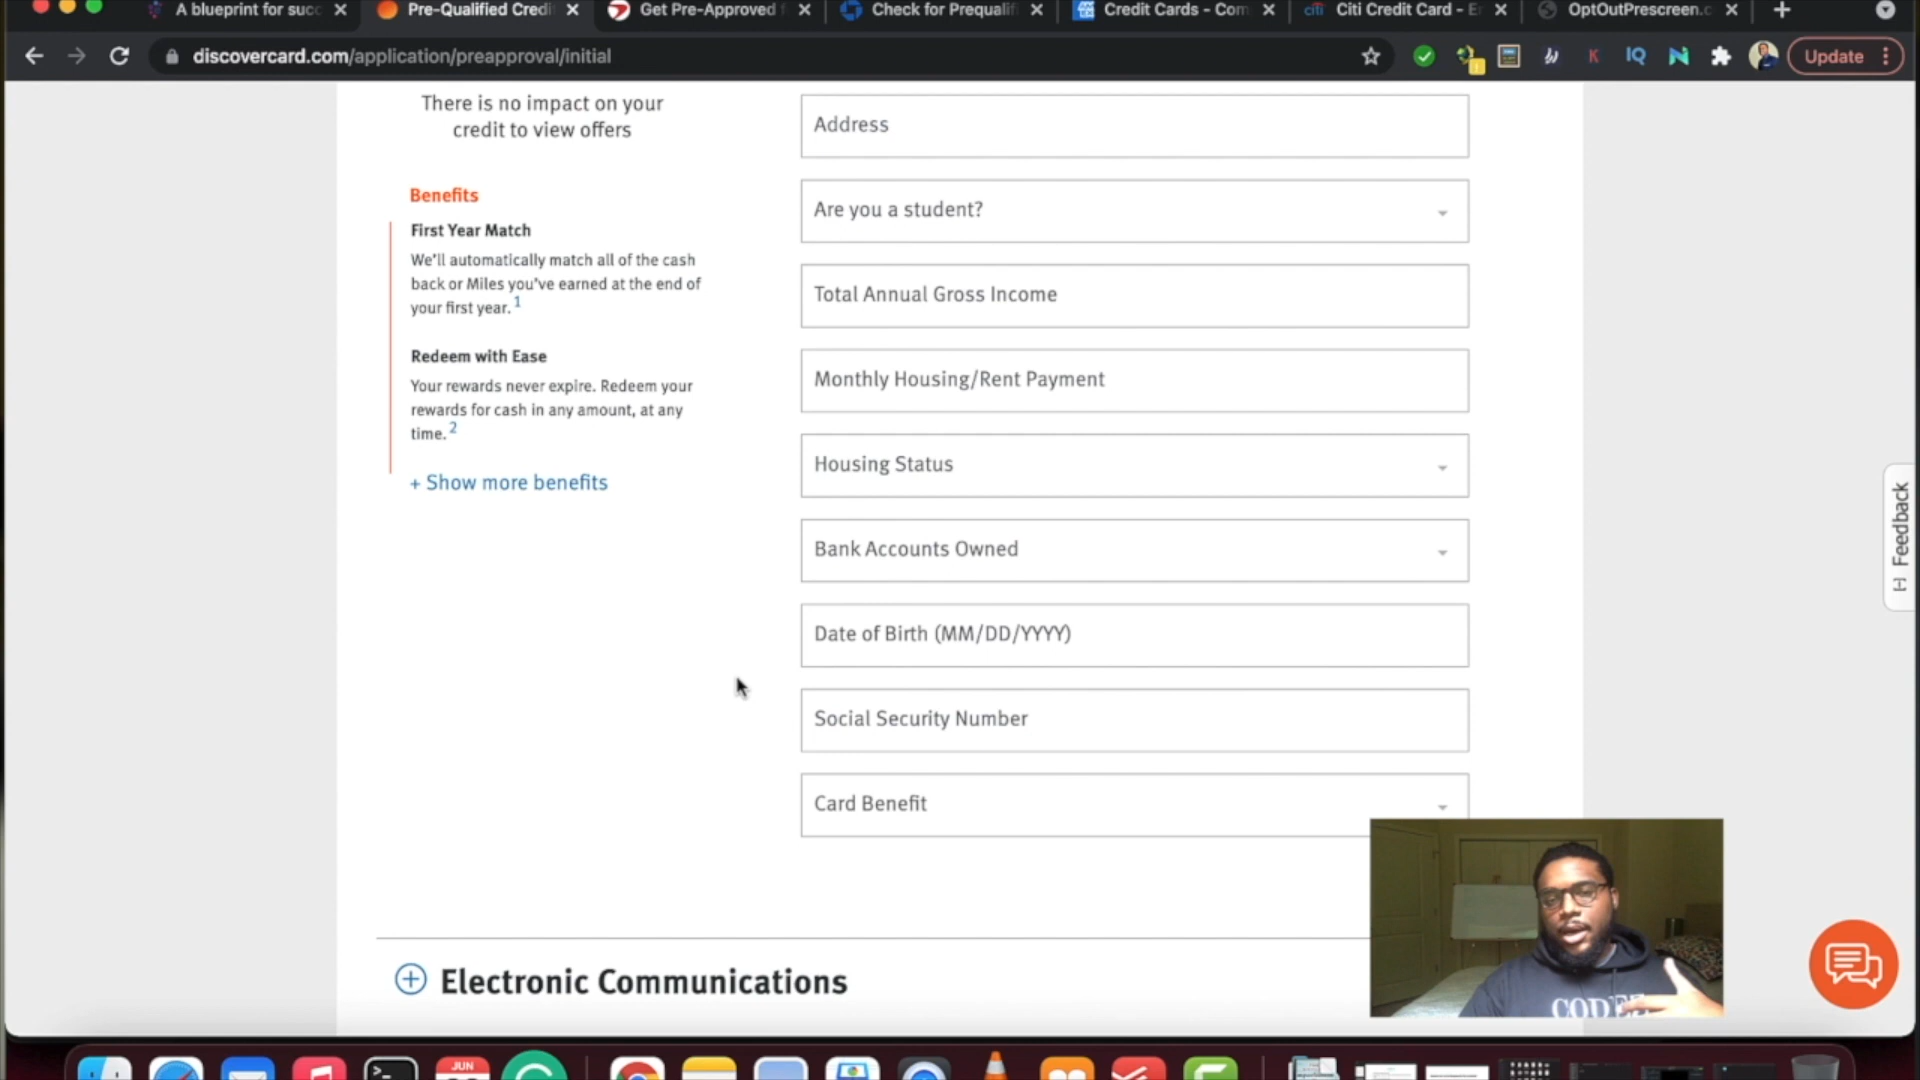 A blueprint for succ
Pre-Qualified Credi
Get Pre-Approved f
Check for Prequalif
Credit Cards - Com
citi
Citi Credit Card - E
OptOutPrescreen.c
discovercard.com/application/preapproval/initial
K
IQ
Update
There is no impact on your
credit to view offers
Benefits
First Year Match
We'll automatically match all of the cash
back or Miles you've earned at the end of
your first year. 1
Redeem with Ease
Your rewards never expire. Redeem your
rewards for cash in any amount, at any
time. 2
+ Show more benefits
Address
Are you a student?
Total Annual Gross Income
Monthly Housing/Rent Payment
Housing Status
Bank Accounts Owned
Date of Birth (MM/DD/YYYY)
Social Security Number
Card Benefit
[-] Feedback
Electronic Communications
JUN